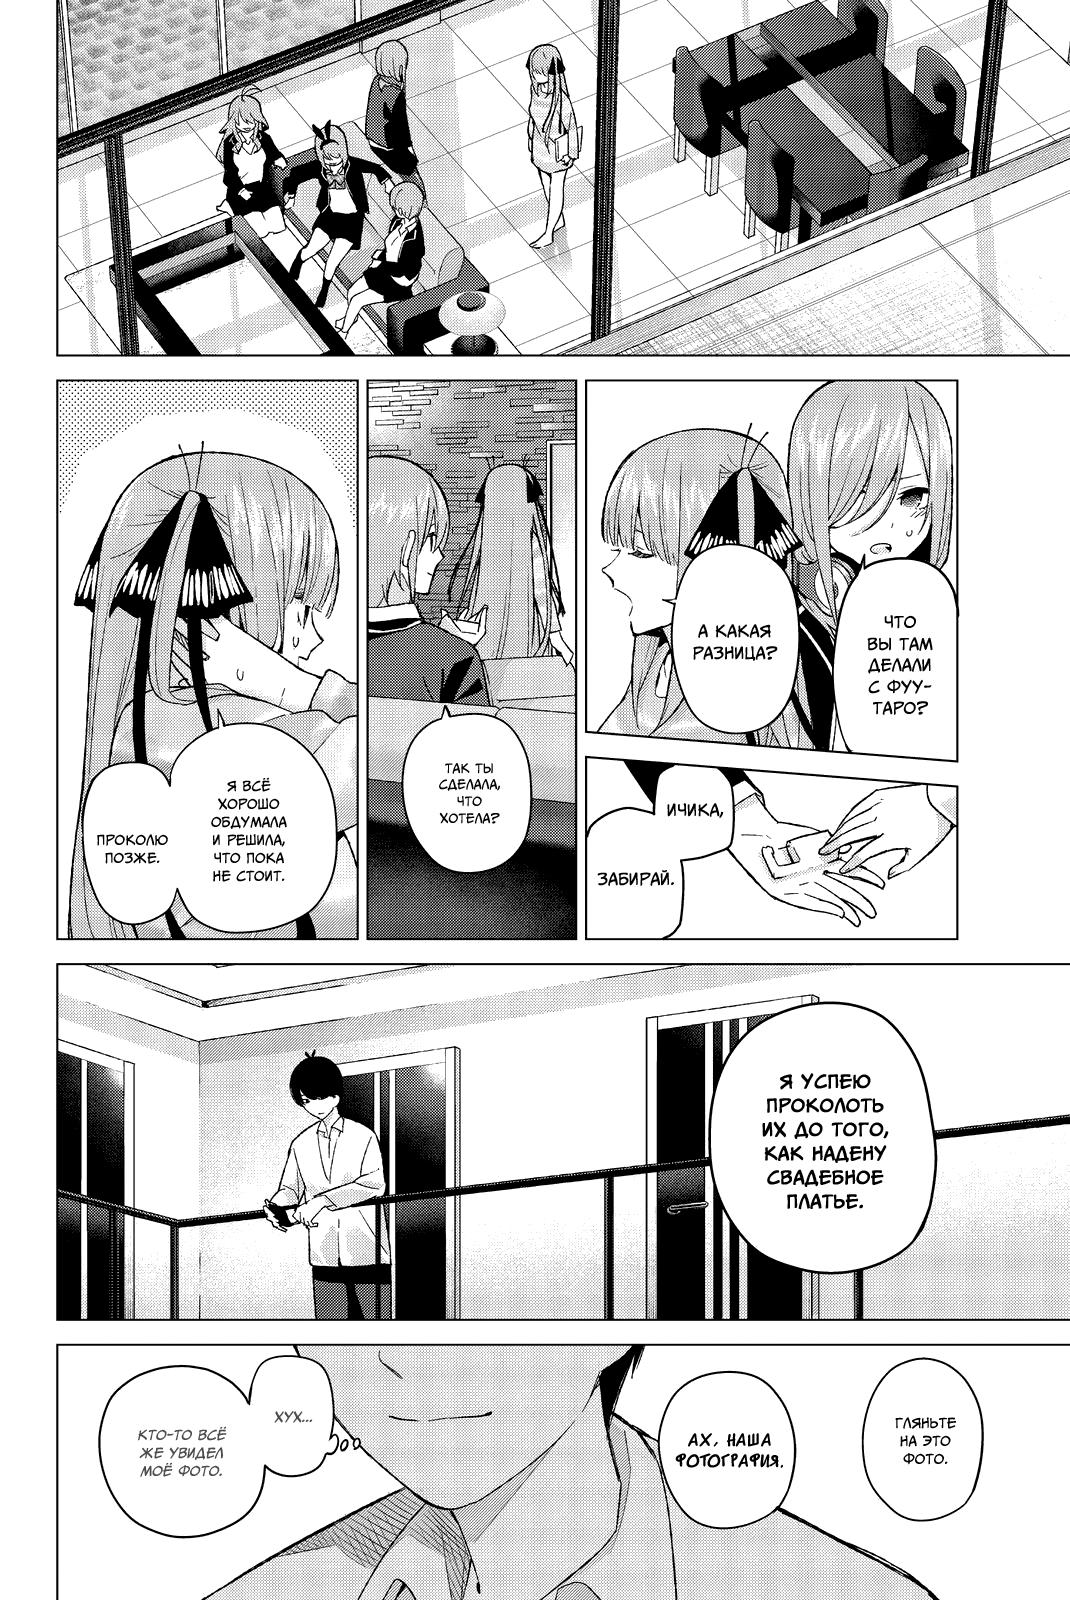 ЧТО
ВЫ ТАМ
ДЕЛАЛИ
С ФУУ-
ТАРО?
А КАКАЯ
РАЗНИЦА?
ИЧИКА,
ЗАБИРАЙ.
ТАК ТЫ
СДЕЛАЛА,
ЧТО
ХОТЕЛА?
Я ВСЁ
ХОРОШО
ОБДУМАЛА
И РЕШИЛА,
ЧТО ПОКА
НЕ СТОИТ.
ПРОКОЛЮ
ПОЗЖЕ.
Я УСПЕЮ
ПРОКОЛОТЬ
ИХ ДО ТОГО,
КАК НАДЕНУ
СВАДЕБНОЕ
ПЛАТЬЕ.
ГЛЯНЬТЕ
НА ЭТО
ФОТО.
АХ, НАША
ФОТОГРАФИЯ.
ХУХ...
КТО-ТО ВСЁ
ЖЕ УВИДЕЛ
МОЁ ФОТО.